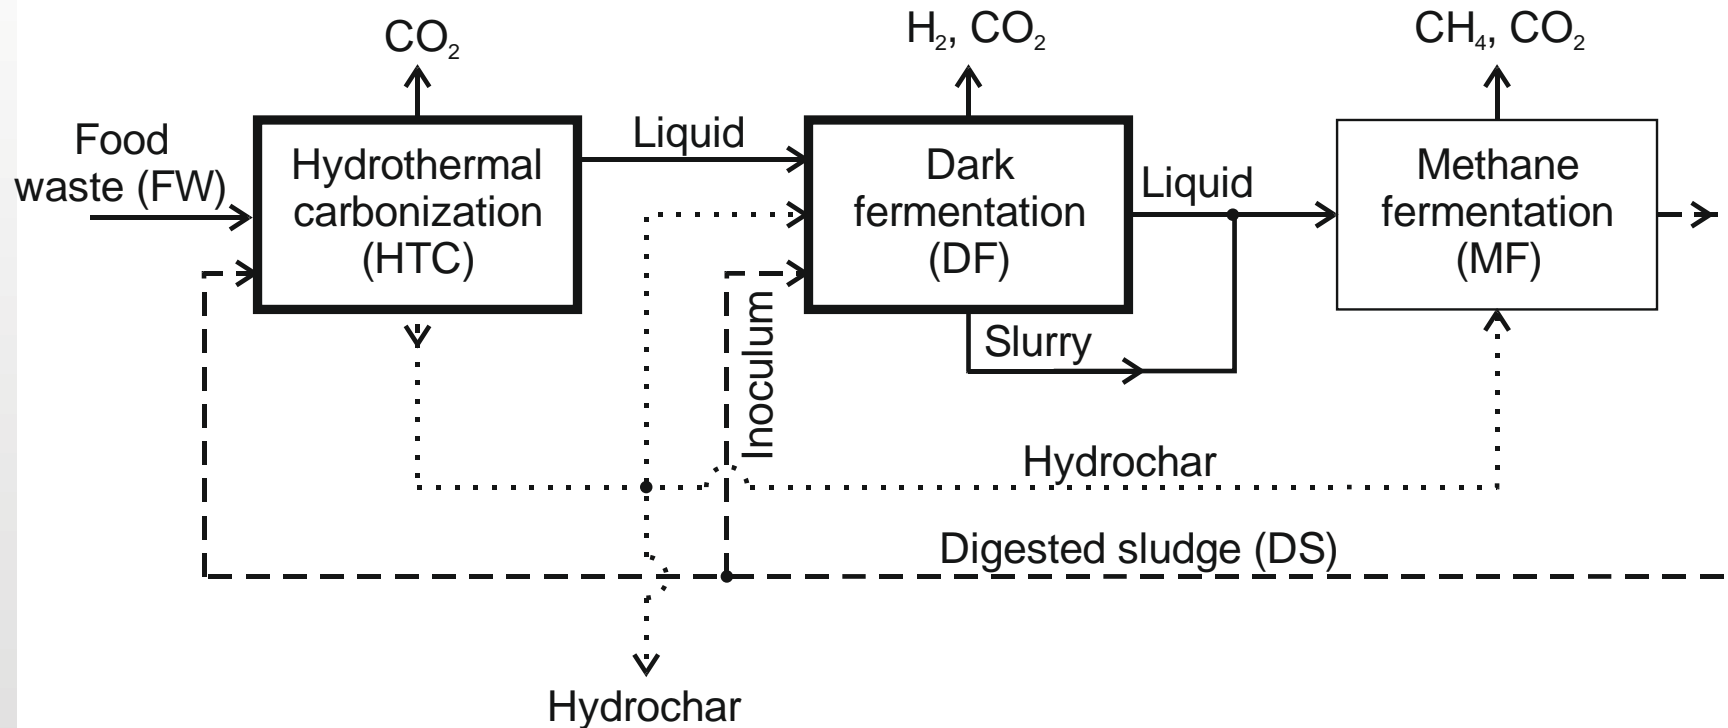 CO₂
H₂, CO₂
CH₄, CO₂
Food
waste (FW)
Hydrothermal
carbonization
(HTC)
Liquid
Dark
fermentation
(DF)
Liquid
Methane
fermentation
(MF)
Slurry
Inoculum
Hydrochar
Digested sludge (DS)
Hydrochar